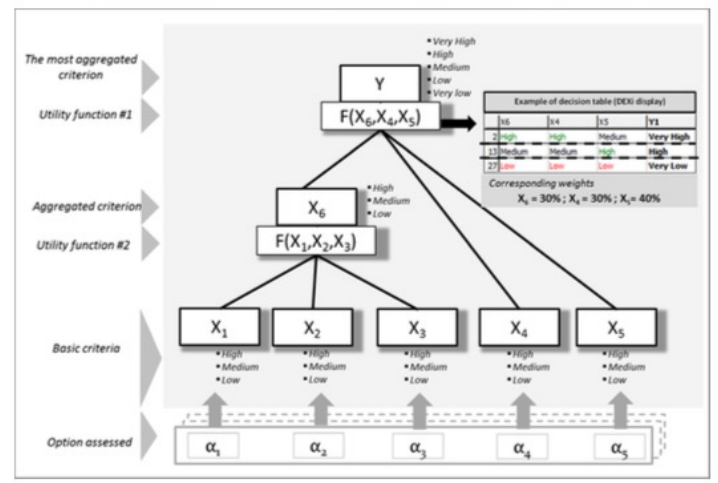 The most aggregated
criterion
Utility function #1
Aggregated criterion
Utility function #2
Basic criteria
Option assessed
Y
F(X₆,X₄,X₅)
▪ Very High
▪ High
▪ Medium
▪ Low
▪ Very low
Example of decision table (DEXi display)
X6 X4 X5 Y1
2 High High Medium Very High
13 Medium Medium High High
27 Low Low Low Very Low
Corresponding weights
X₆ = 30% ; X₄ = 30% ; X₅= 40%
X₆
F(X₁,X₂,X₃)
▪ High
▪ Medium
▪ Low
X₁ X₂ X₃ X₄ X₅
▪ High ▪ High ▪ High ▪ High ▪ High
▪ Medium ▪ Medium ▪ Medium ▪ Medium ▪ Medium
▪ Low ▪ Low ▪ Low ▪ Low ▪ Low
α₁ α₂ α₃ α₄ α₅